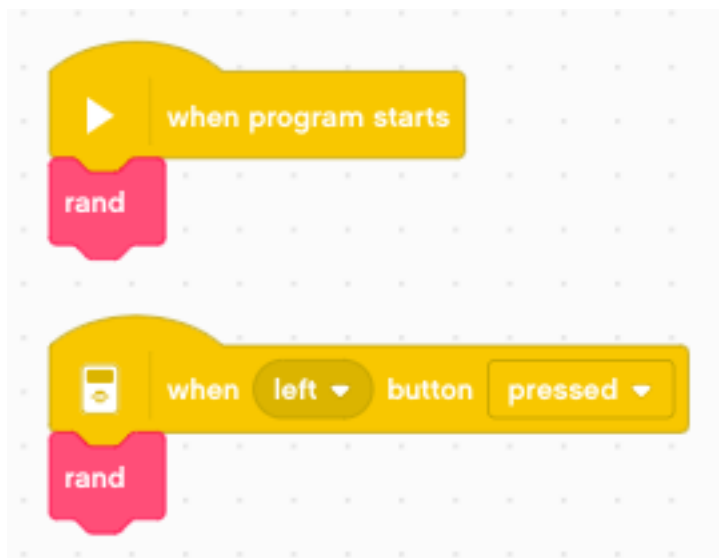 when program starts
rand
when left button pressed
rand